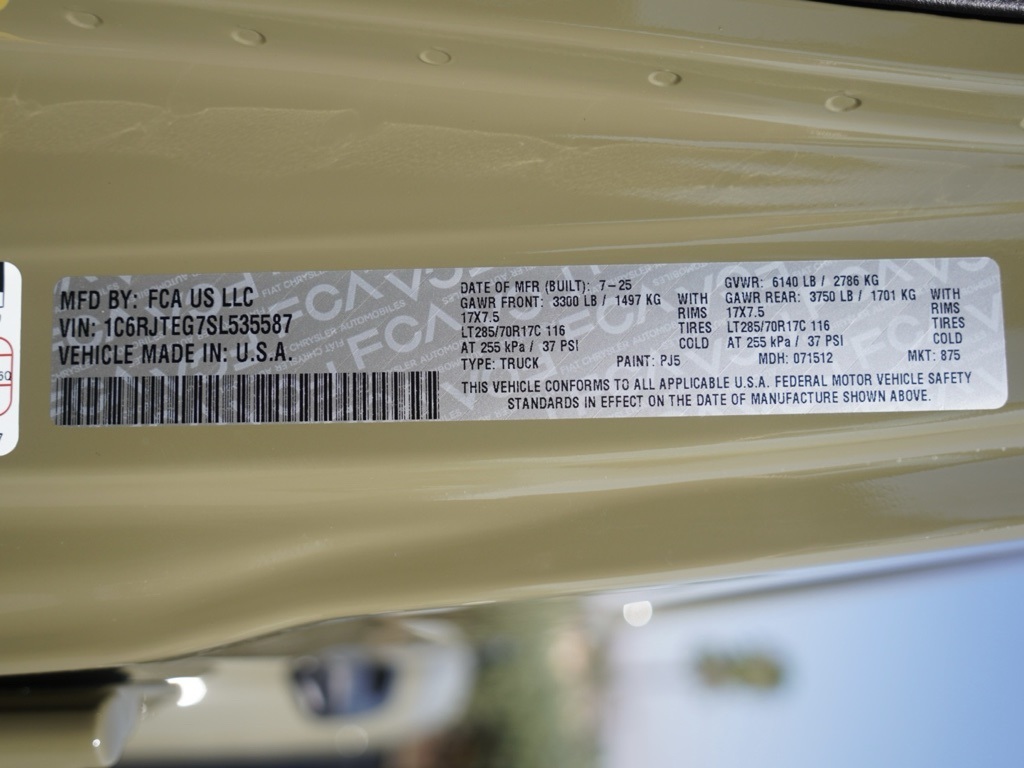 MFD BY: FCA US LLC
VIN: 1C6RJTEG7SL535587
VEHICLE MADE IN: U.S.A.
DATE OF MFR (BUILT): 7-25
GVWR: 6140 LB / 2786 KG
GAWR FRONT: 3300 LB / 1497 KG WITH
17X7.5 RIMS
LT285/70R17C 116 TIRES
AT 255 kPa / 37 PSI COLD
GAWR REAR: 3750 LB / 1701 KG WITH
17X7.5 RIMS
LT285/70R17C 116 TIRES
AT 255 kPa / 37 PSI COLD
TYPE: TRUCK PAINT: PJ5 MDH: 071512 MKT: 875
THIS VEHICLE CONFORMS TO ALL APPLICABLE U.S.A. FEDERAL MOTOR VEHICLE SAFETY
STANDARDS IN EFFECT ON THE DATE OF MANUFACTURE SHOWN ABOVE.